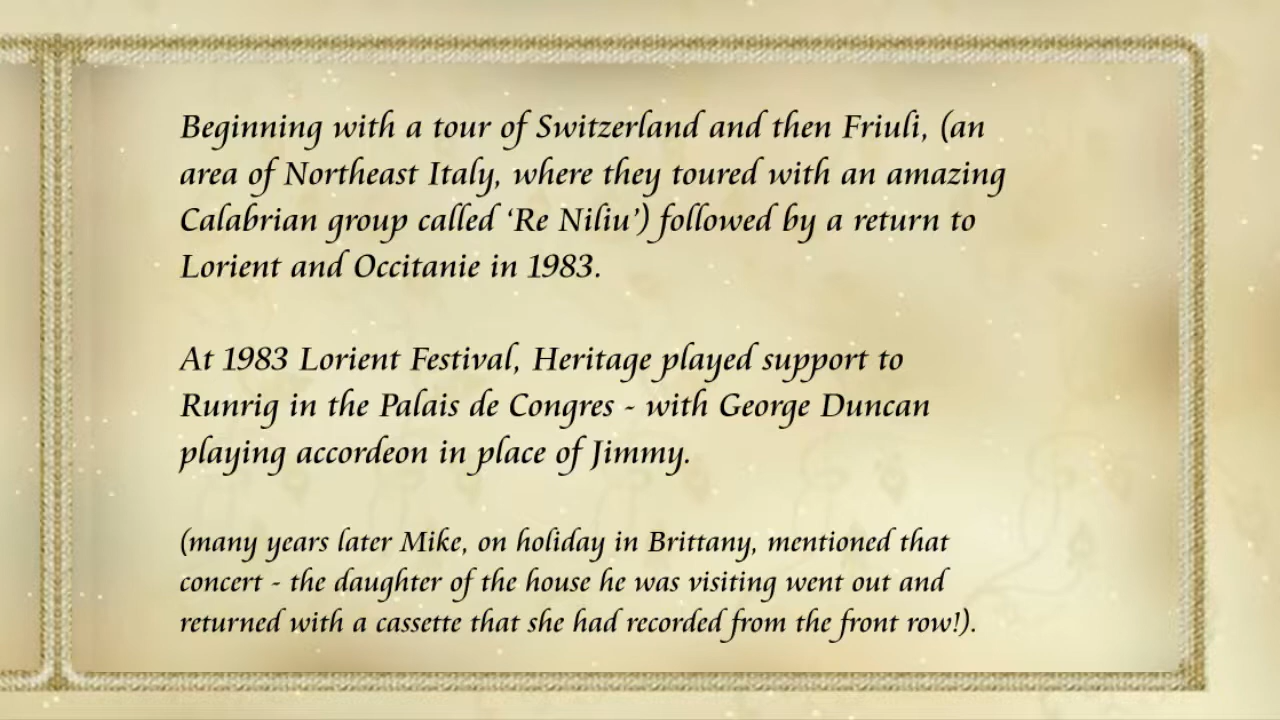 Beginning with a tour of Switzerland and then Friuli, (an
area of Northeast Italy, where they toured with an amazing
Calabrian group called ‘Re Niliu’) followed by a return to
Lorient and Occitanie in 1983.
At 1983 Lorient Festival, Heritage played support to
Runrig in the Palais de Congres - with George Duncan
playing accordeon in place of Jimmy.
(many years later Mike, on holiday in Brittany, mentioned that
concert - the daughter of the house he was visiting went out and
returned with a cassette that she had recorded from the front row!).